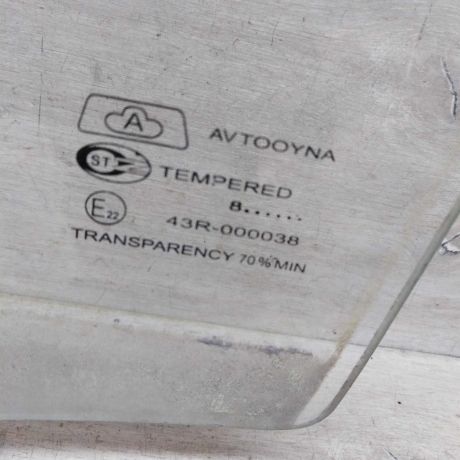 A AVTOOYNA
ST TEMPERED
8......
E22 43R-000038
TRANSPARENCY 70% MIN